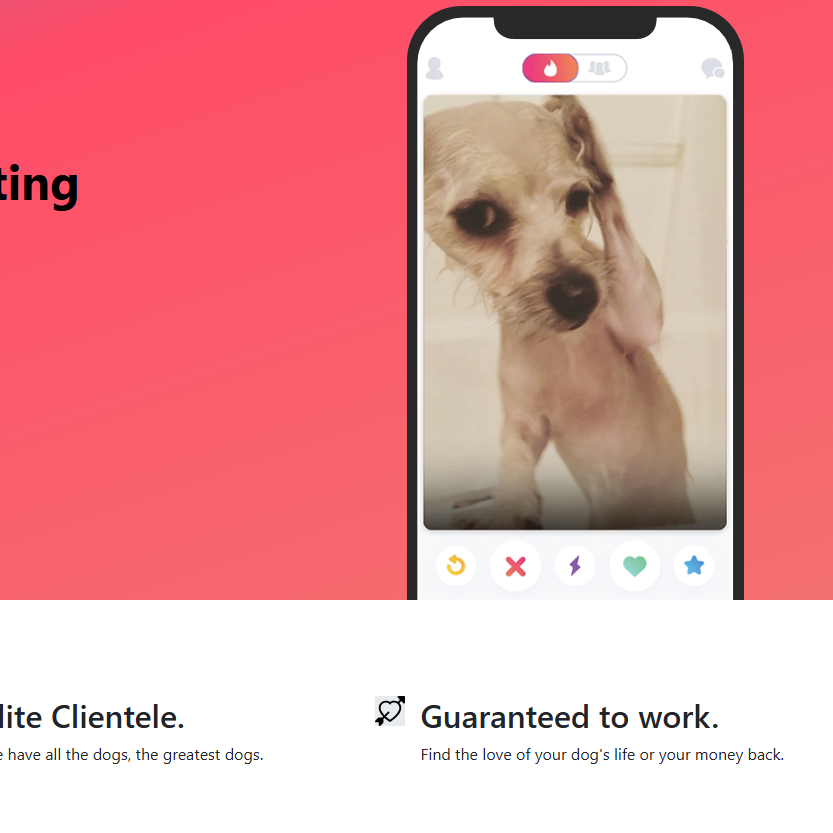 ting
lite Clientele.
e have all the dogs, the greatest dogs.
Guaranteed to work.
Find the love of your dog's life or your money back.